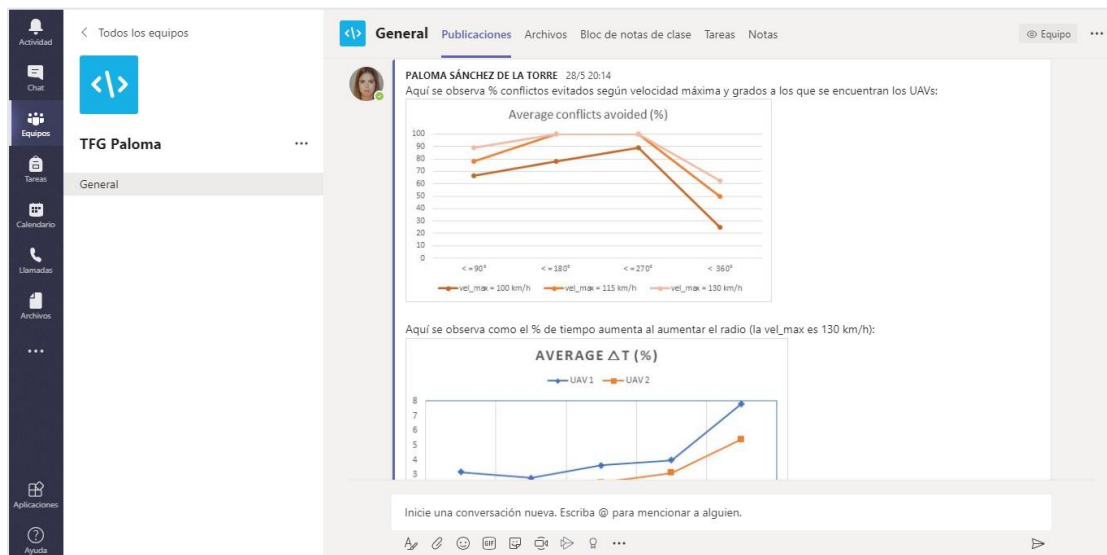 Actividad
Chat
Equipos
Tareas
Calendario
Llamadas
Archivos
Aplicaciones
Ayuda
< Todos los equipos
TFG Paloma
General
General Publicaciones Archivos Bloc de notas de clase Tareas Notas
Equipo
PALOMA SÁNCHEZ DE LA TORRE 28/5 20:14
Aquí se observa % conflictos evitados según velocidad máxima y grados a los que se encuentran los UAVs:
Average conflicts avoided (%)
100
90
80
70
60
50
40
30
20
10
0
<=90º <=180º <=270º < 360º
vel_max = 100 km/h vel_max = 115 km/h vel_max = 130 km/h
Aquí se observa como el % de tiempo aumenta al aumentar el radio (la vel_max es 130 km/h):
AVERAGE △T (%)
UAV 1 UAV 2
8
7
6
5
4
3
Inicie una conversación nueva. Escriba @ para mencionar a alguien.
GIF